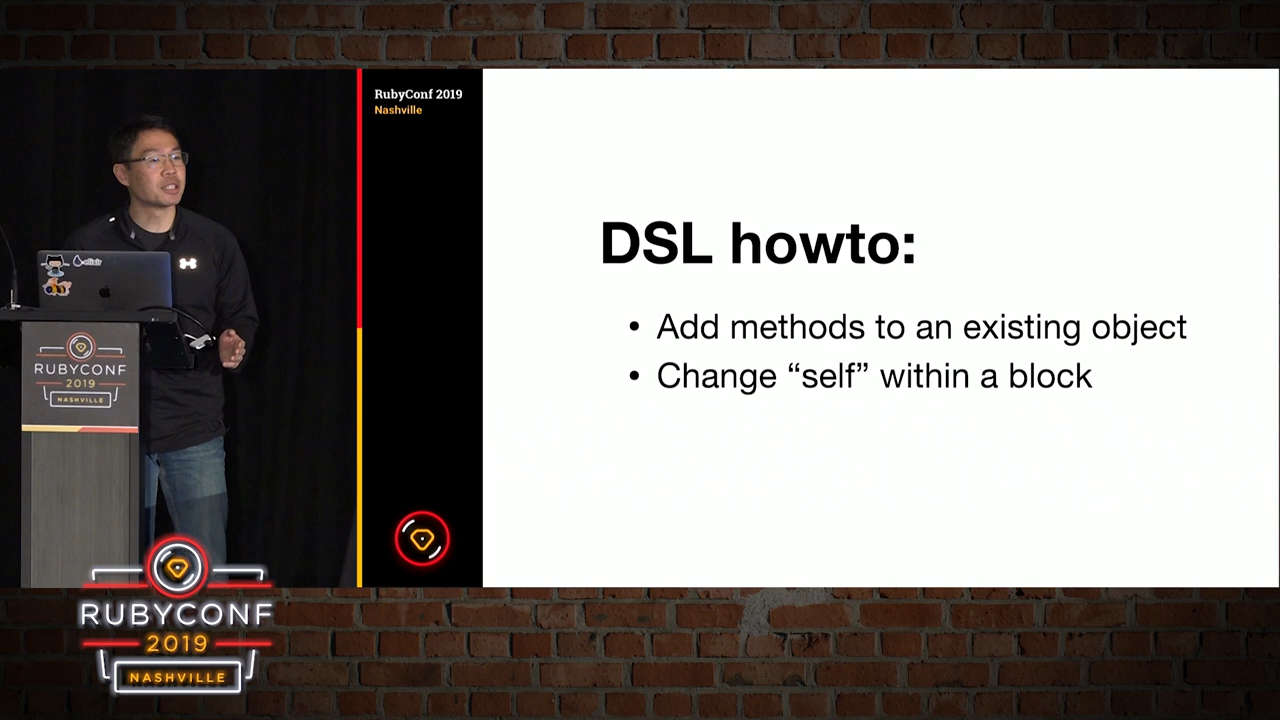 RubyConf 2019
Nashville
DSL howto:
• Add methods to an existing object
• Change “self” within a block
elixir
RUBYCONF
2019
NASHVILLE
RUBYCONF
2019
NASHVILLE